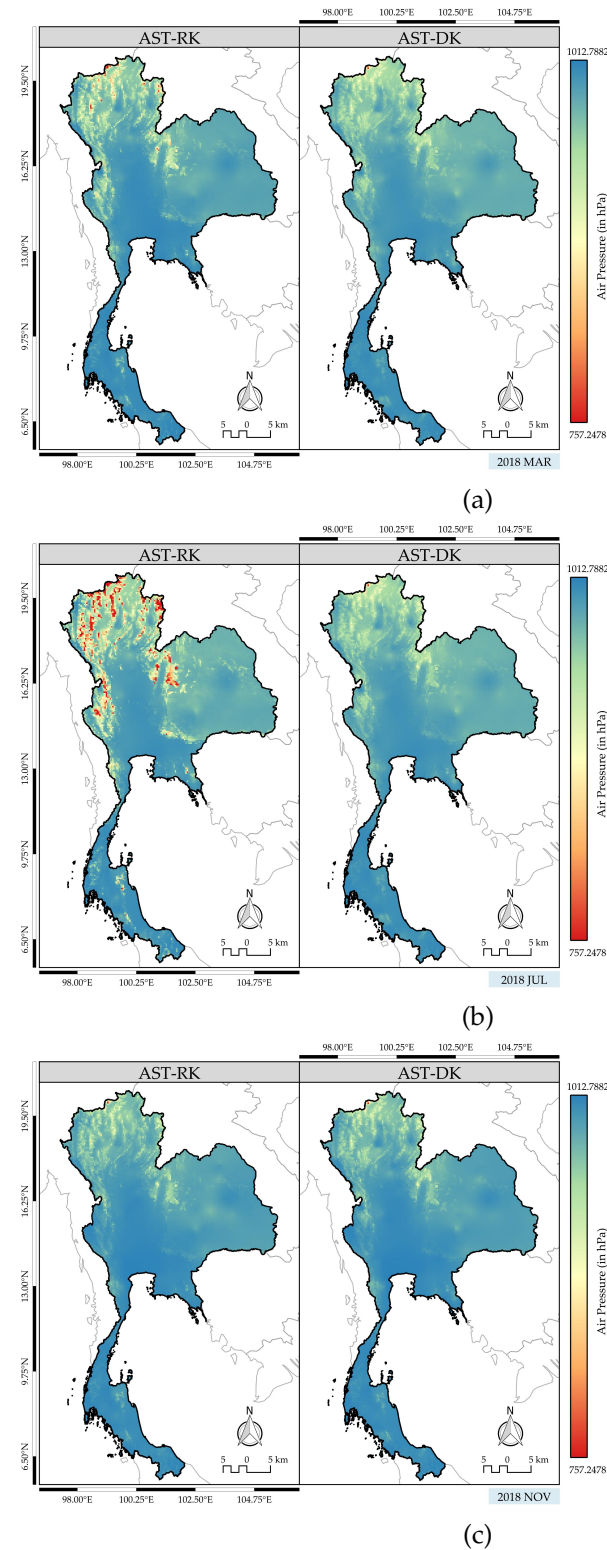 98.00°E 100.25°E 102.50°E 104.75°E
AST-RK AST-DK
1012.7882
19.50°N
16.25°N
13.00°N
9.75°N
6.50°N
Air Pressure (in hPa)
N N
5 0 5 km 5 0 5 km
757.2478
98.00°E 100.25°E 102.50°E 104.75°E
2018 MAR
(a)
98.00°E 100.25°E 102.50°E 104.75°E
AST-RK AST-DK
1012.7882
19.50°N
16.25°N
13.00°N
9.75°N
6.50°N
Air Pressure (in hPa)
N N
5 0 5 km 5 0 5 km
757.2478
98.00°E 100.25°E 102.50°E 104.75°E
2018 JUL
(b)
98.00°E 100.25°E 102.50°E 104.75°E
AST-RK AST-DK
1012.7882
19.50°N
16.25°N
13.00°N
9.75°N
6.50°N
Air Pressure (in hPa)
N N
5 0 5 km 5 0 5 km
757.2478
98.00°E 100.25°E 102.50°E 104.75°E
2018 NOV
(c)